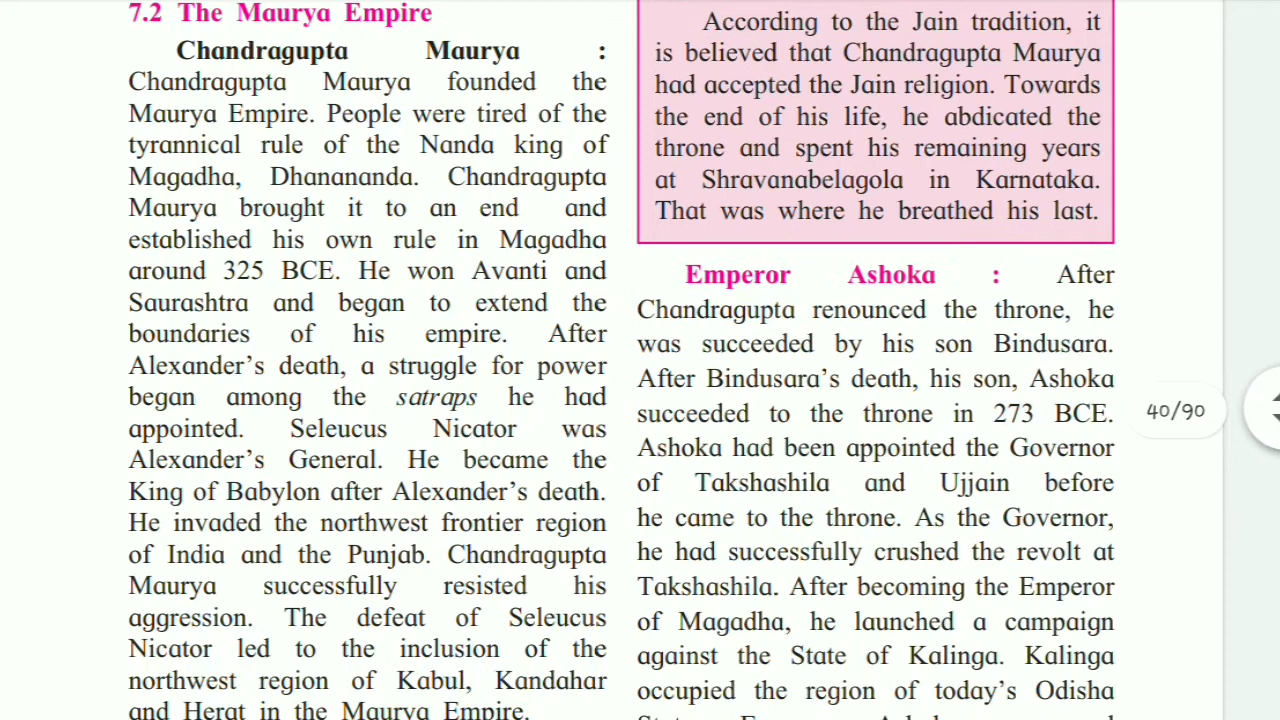 7.2 The Maurya Empire
Chandragupta Maurya :
Chandragupta Maurya founded the
Maurya Empire. People were tired of the
tyrannical rule of the Nanda king of
Magadha, Dhanananda. Chandragupta
Maurya brought it to an end and
established his own rule in Magadha
around 325 BCE. He won Avanti and
Saurashtra and began to extend the
boundaries of his empire. After
Alexander’s death, a struggle for power
began among the satraps he had
appointed. Seleucus Nicator was
Alexander’s General. He became the
King of Babylon after Alexander’s death.
He invaded the northwest frontier region
of India and the Punjab. Chandragupta
Maurya successfully resisted his
aggression. The defeat of Seleucus
Nicator led to the inclusion of the
northwest region of Kabul, Kandahar
and Herat in the Maurya Empire.
According to the Jain tradition, it
is believed that Chandragupta Maurya
had accepted the Jain religion. Towards
the end of his life, he abdicated the
throne and spent his remaining years
at Shravanabelagola in Karnataka.
That was where he breathed his last.
Emperor Ashoka : After
Chandragupta renounced the throne, he
was succeeded by his son Bindusara.
After Bindusara’s death, his son, Ashoka
succeeded to the throne in 273 BCE.
Ashoka had been appointed the Governor
of Takshashila and Ujjain before
he came to the throne. As the Governor,
he had successfully crushed the revolt at
Takshashila. After becoming the Emperor
of Magadha, he launched a campaign
against the State of Kalinga. Kalinga
occupied the region of today’s Odisha
40/90